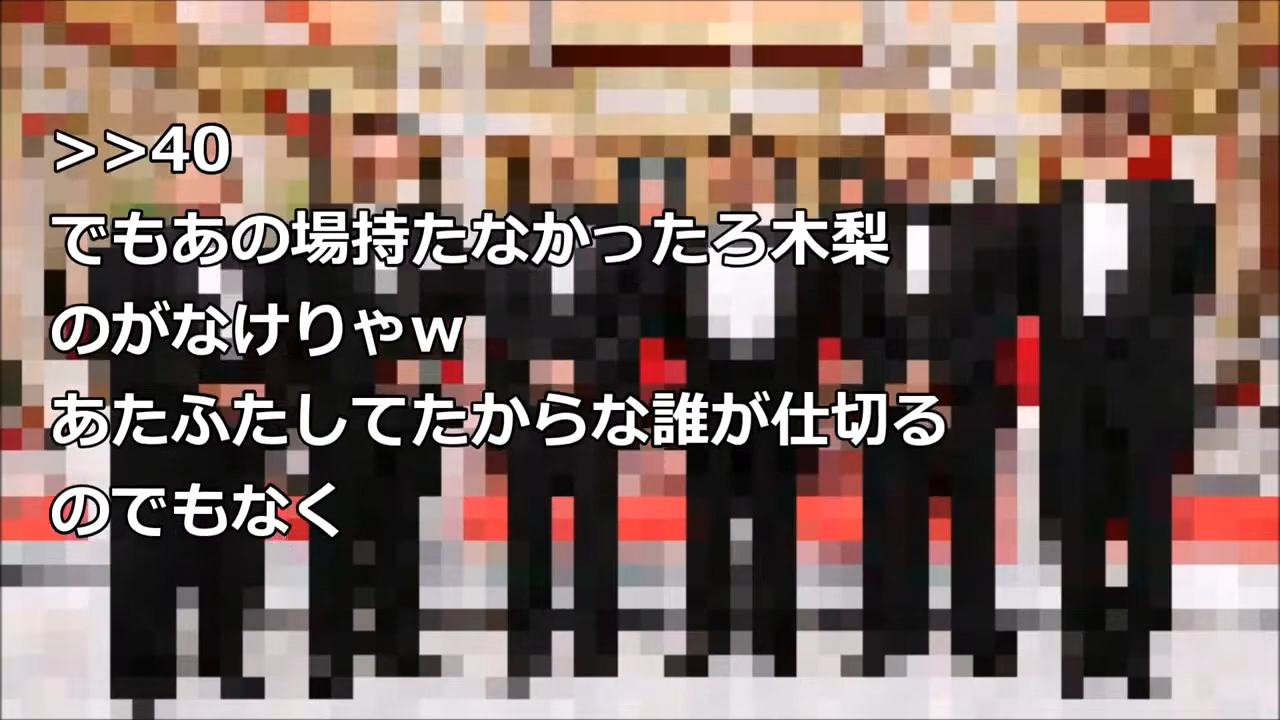 >>40
でもあの場持たなかったろ木梨
のがなけりゃｗ
あたふたしてたからな誰が仕切る
のでもなく